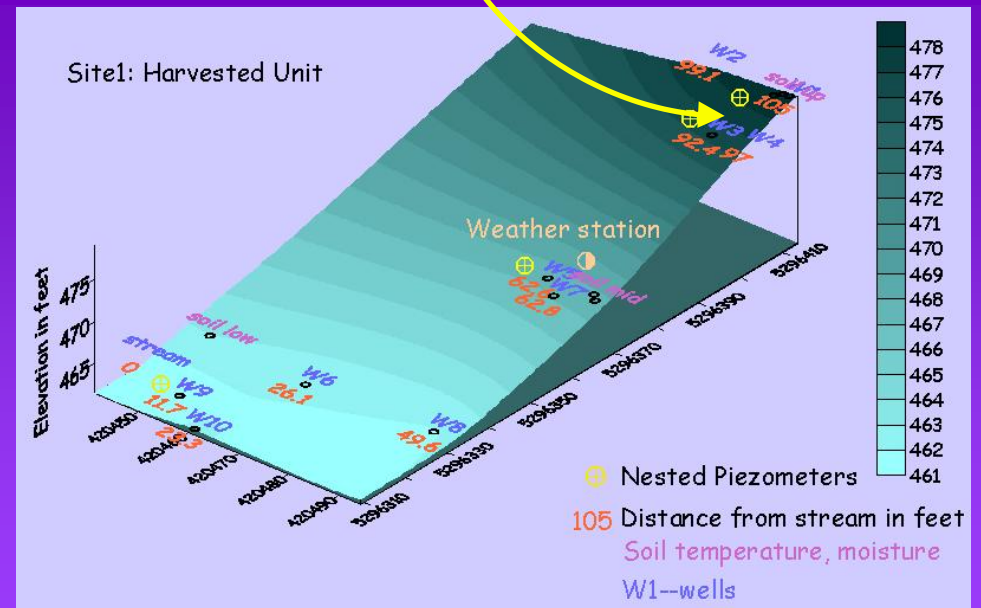 Site1: Harvested Unit
W2
99.1
105
W3 W4
92.4 97
Weather station
W5
62.8
W7
62.8
soil mid
soil low
stream
0
W9
11.7
W10
W6
26.1
W8
49.6
Elevation in feet
475
470
465
420450
420460
420470
420480
420490
5296310
5296330
5296350
5296370
5296390
5296410
478
477
476
475
474
473
472
471
470
469
468
467
466
465
464
463
462
461
Nested Piezometers
105 Distance from stream in feet
Soil temperature, moisture
W1--wells